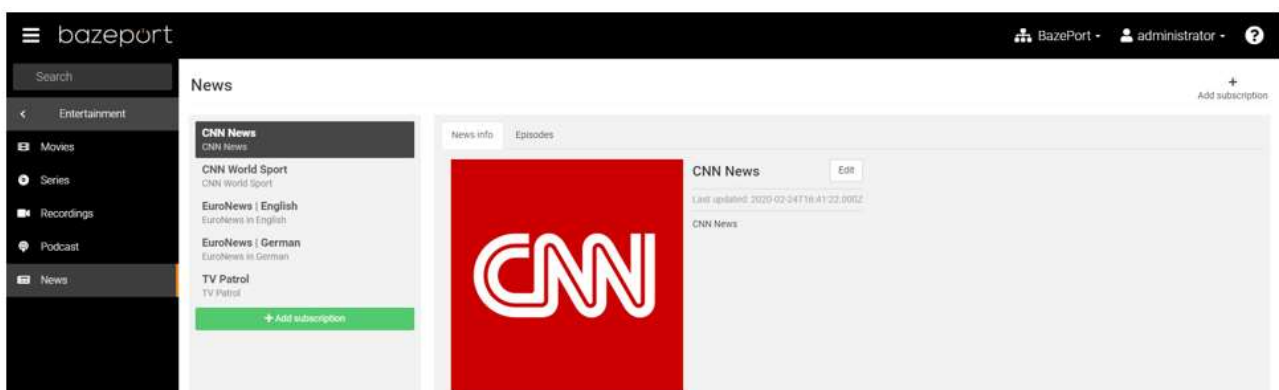 bazeport
BazePort
administrator
?
Search
News
+
Add subscription
Entertainment
Movies
Series
Recordings
Podcast
News
CNN News
CNN News
CNN World Sport
CNN World Sport
EuroNews | English
EuroNews in English
EuroNews | German
EuroNews in German
TV Patrol
TV Patrol
+ Add subscription
News info
Episodes
CNN
CNN News
Edit
Last updated: 2020-02-24T16:41:22.000Z
CNN News